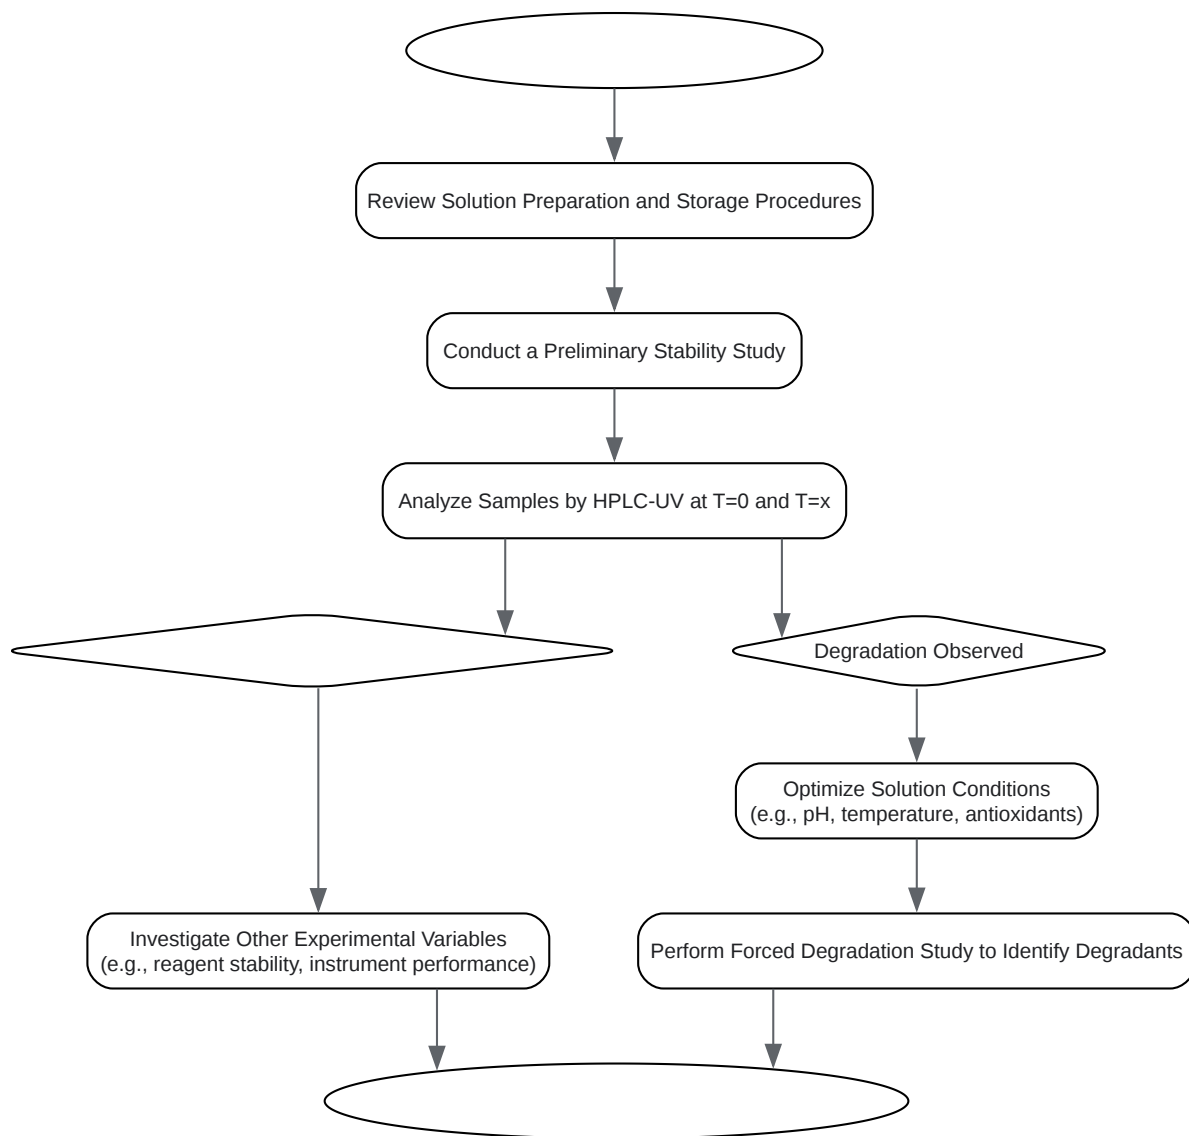 Review Solution Preparation and Storage Procedures
Conduct a Preliminary Stability Study
Analyze Samples by HPLC-UV at T=0 and T=x
Degradation Observed
Optimize Solution Conditions
(e.g., pH, temperature, antioxidants)
Investigate Other Experimental Variables
(e.g., reagent stability, instrument performance)
Perform Forced Degradation Study to Identify Degradants